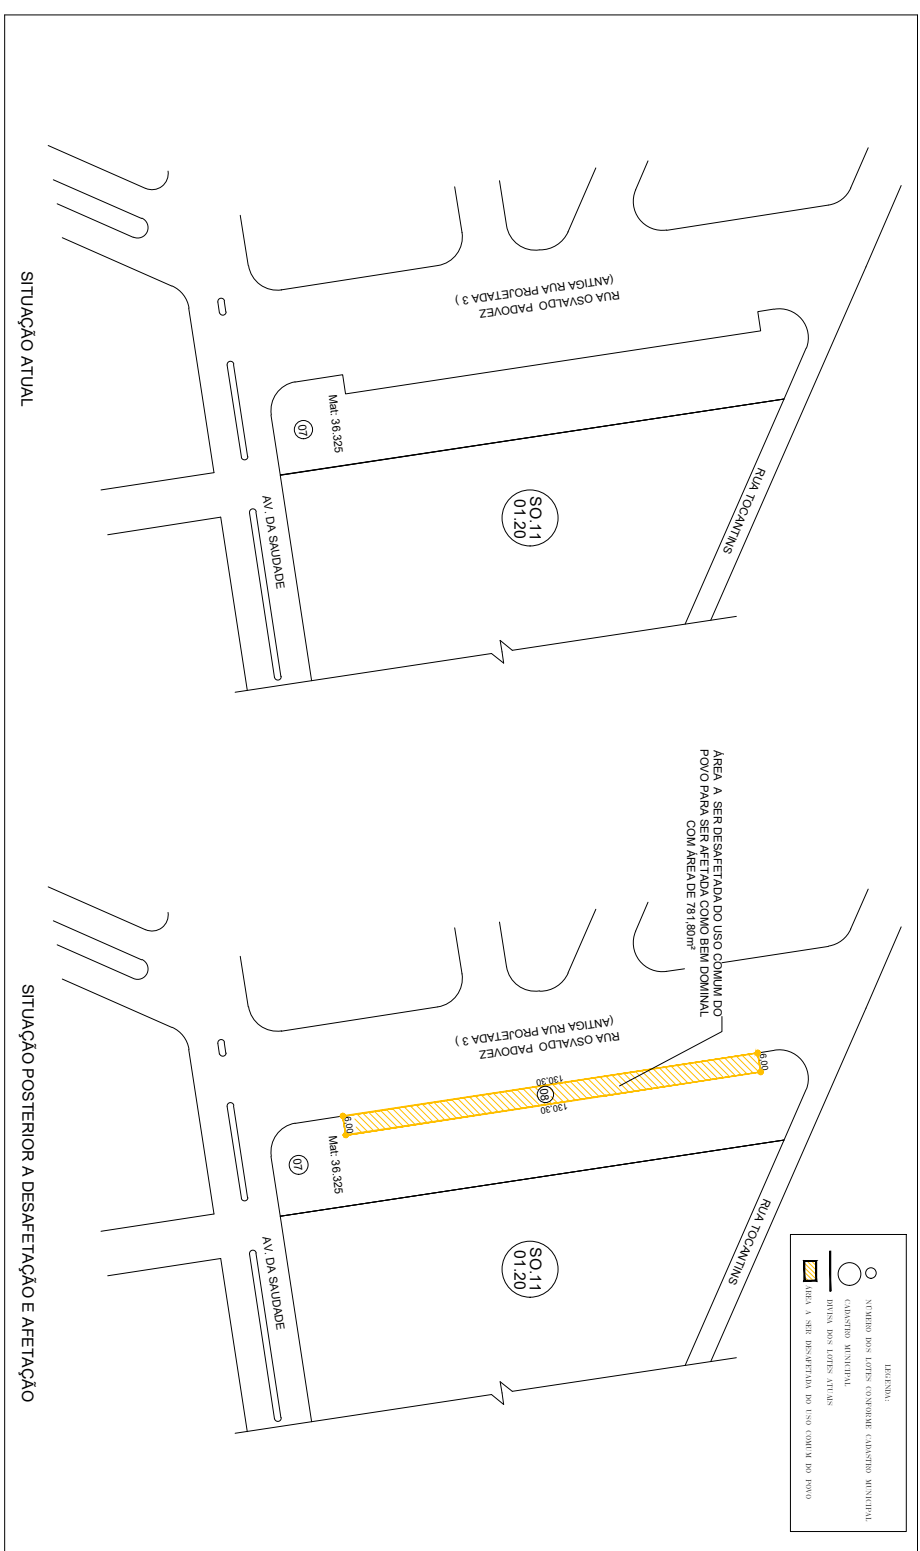 RUA OSVALDO PADOVEZ
(ANTIGA RUA PROJETADA 3 )
RUA TOCANTINS
Mat: 36.325
07
SO.11
01.20
AV. DA SAUDADE
SITUAÇÃO ATUAL
ÁREA A SER DESAFETADA DO USO COMUM DO
POVO PARA SER AFETADA COMO BEM DOMINAL
COM ÁREA DE 781,80m²
RUA OSVALDO PADOVEZ
(ANTIGA RUA PROJETADA 3 )
6.00
130.30
08
130.30
6.00
Mat: 36.325
07
RUA TOCANTINS
SO.11
01.20
AV. DA SAUDADE
SITUAÇÃO POSTERIOR A DESAFETAÇÃO E AFETAÇÃO
LEGENDA:
NÚMERO DOS LOTES CONFORME CADASTRO MUNICIPAL
CADASTRO MUNICIPAL
DIVISA DOS LOTES ATUAIS
ÁREA A SER DESAFETADA DO USO COMUM DO POVO